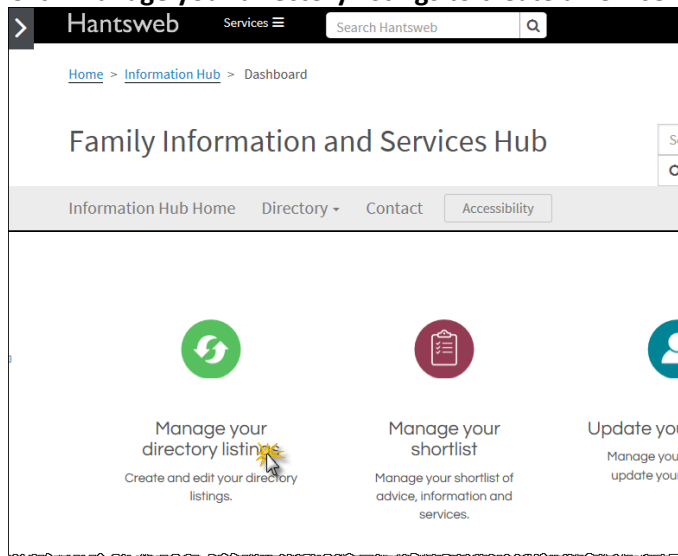 Hantsweb
Services
Search Hantsweb
Home > Information Hub > Dashboard
Family Information and Services Hub
Information Hub Home Directory Contact Accessibility
Manage your
directory listings
Create and edit your directory
listings.
Manage your
shortlist
Manage your shortlist of
advice, information and
services.
Update you
Manage you
update your